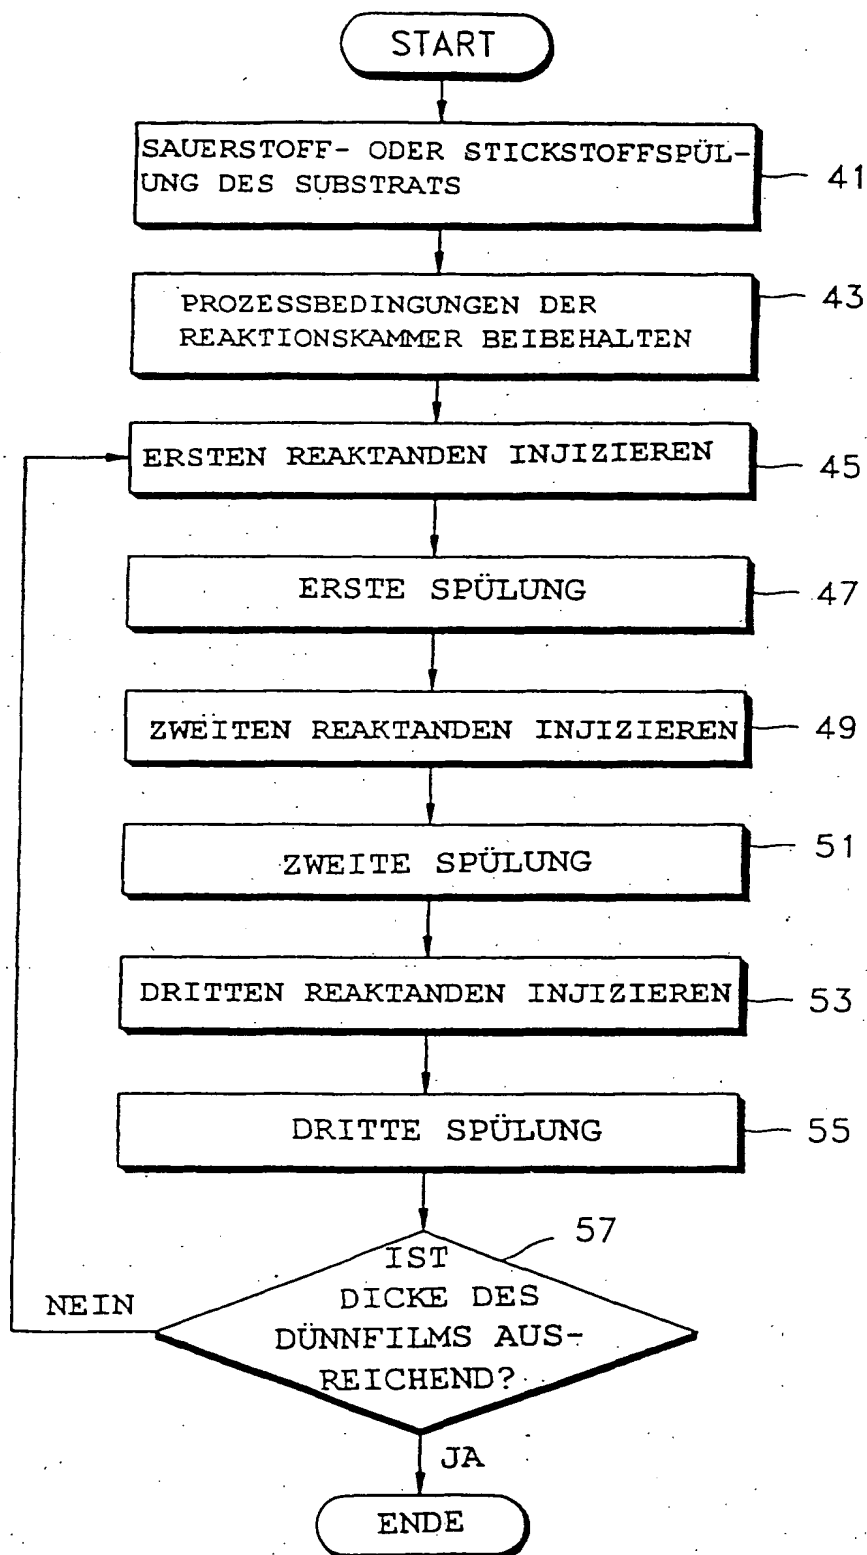 START
SAUERSTOFF- ODER STICKSTOFFSPÜL-
UNG DES SUBSTRATS
41
PROZESSBEDINGUNGEN DER
REAKTIONSKAMMER BEIBEHALTEN
43
ERSTEN REAKTANDEN INJIZIEREN
45
ERSTE SPÜLUNG
47
ZWEITEN REAKTANDEN INJIZIEREN
49
ZWEITE SPÜLUNG
51
DRITTEN REAKTANDEN INJIZIEREN
53
DRITTE SPÜLUNG
55
57
IST
DICKE DES
DÜNNFILMS AUS-
REICHEND?
NEIN
JA
ENDE